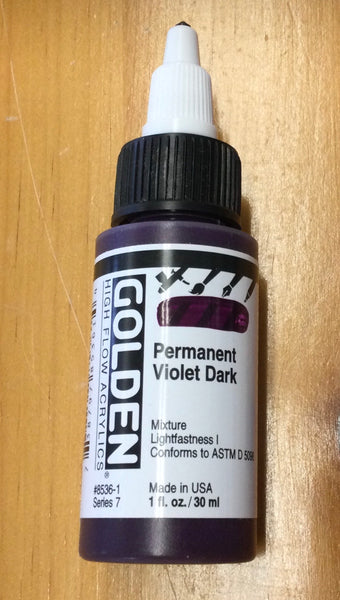 GOLDEN®
HIGH FLOW ACRYLICS
Permanent
Violet Dark
Mixture
Lightfastness I
Conforms to ASTM D 5098
#8536-1
Series 7
Made in USA
1 fl. oz./30 ml